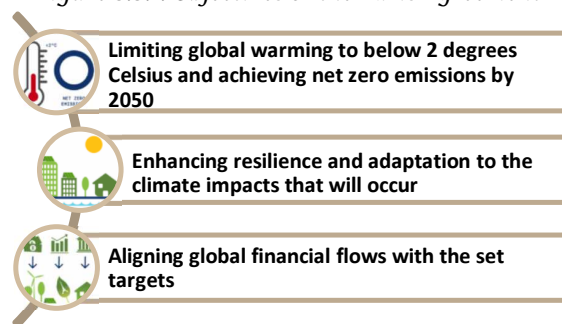 Limiting global warming to below 2 degrees
Celsius and achieving net zero emissions by
2050
Enhancing resilience and adaptation to the
climate impacts that will occur
Aligning global financial flows with the set
targets